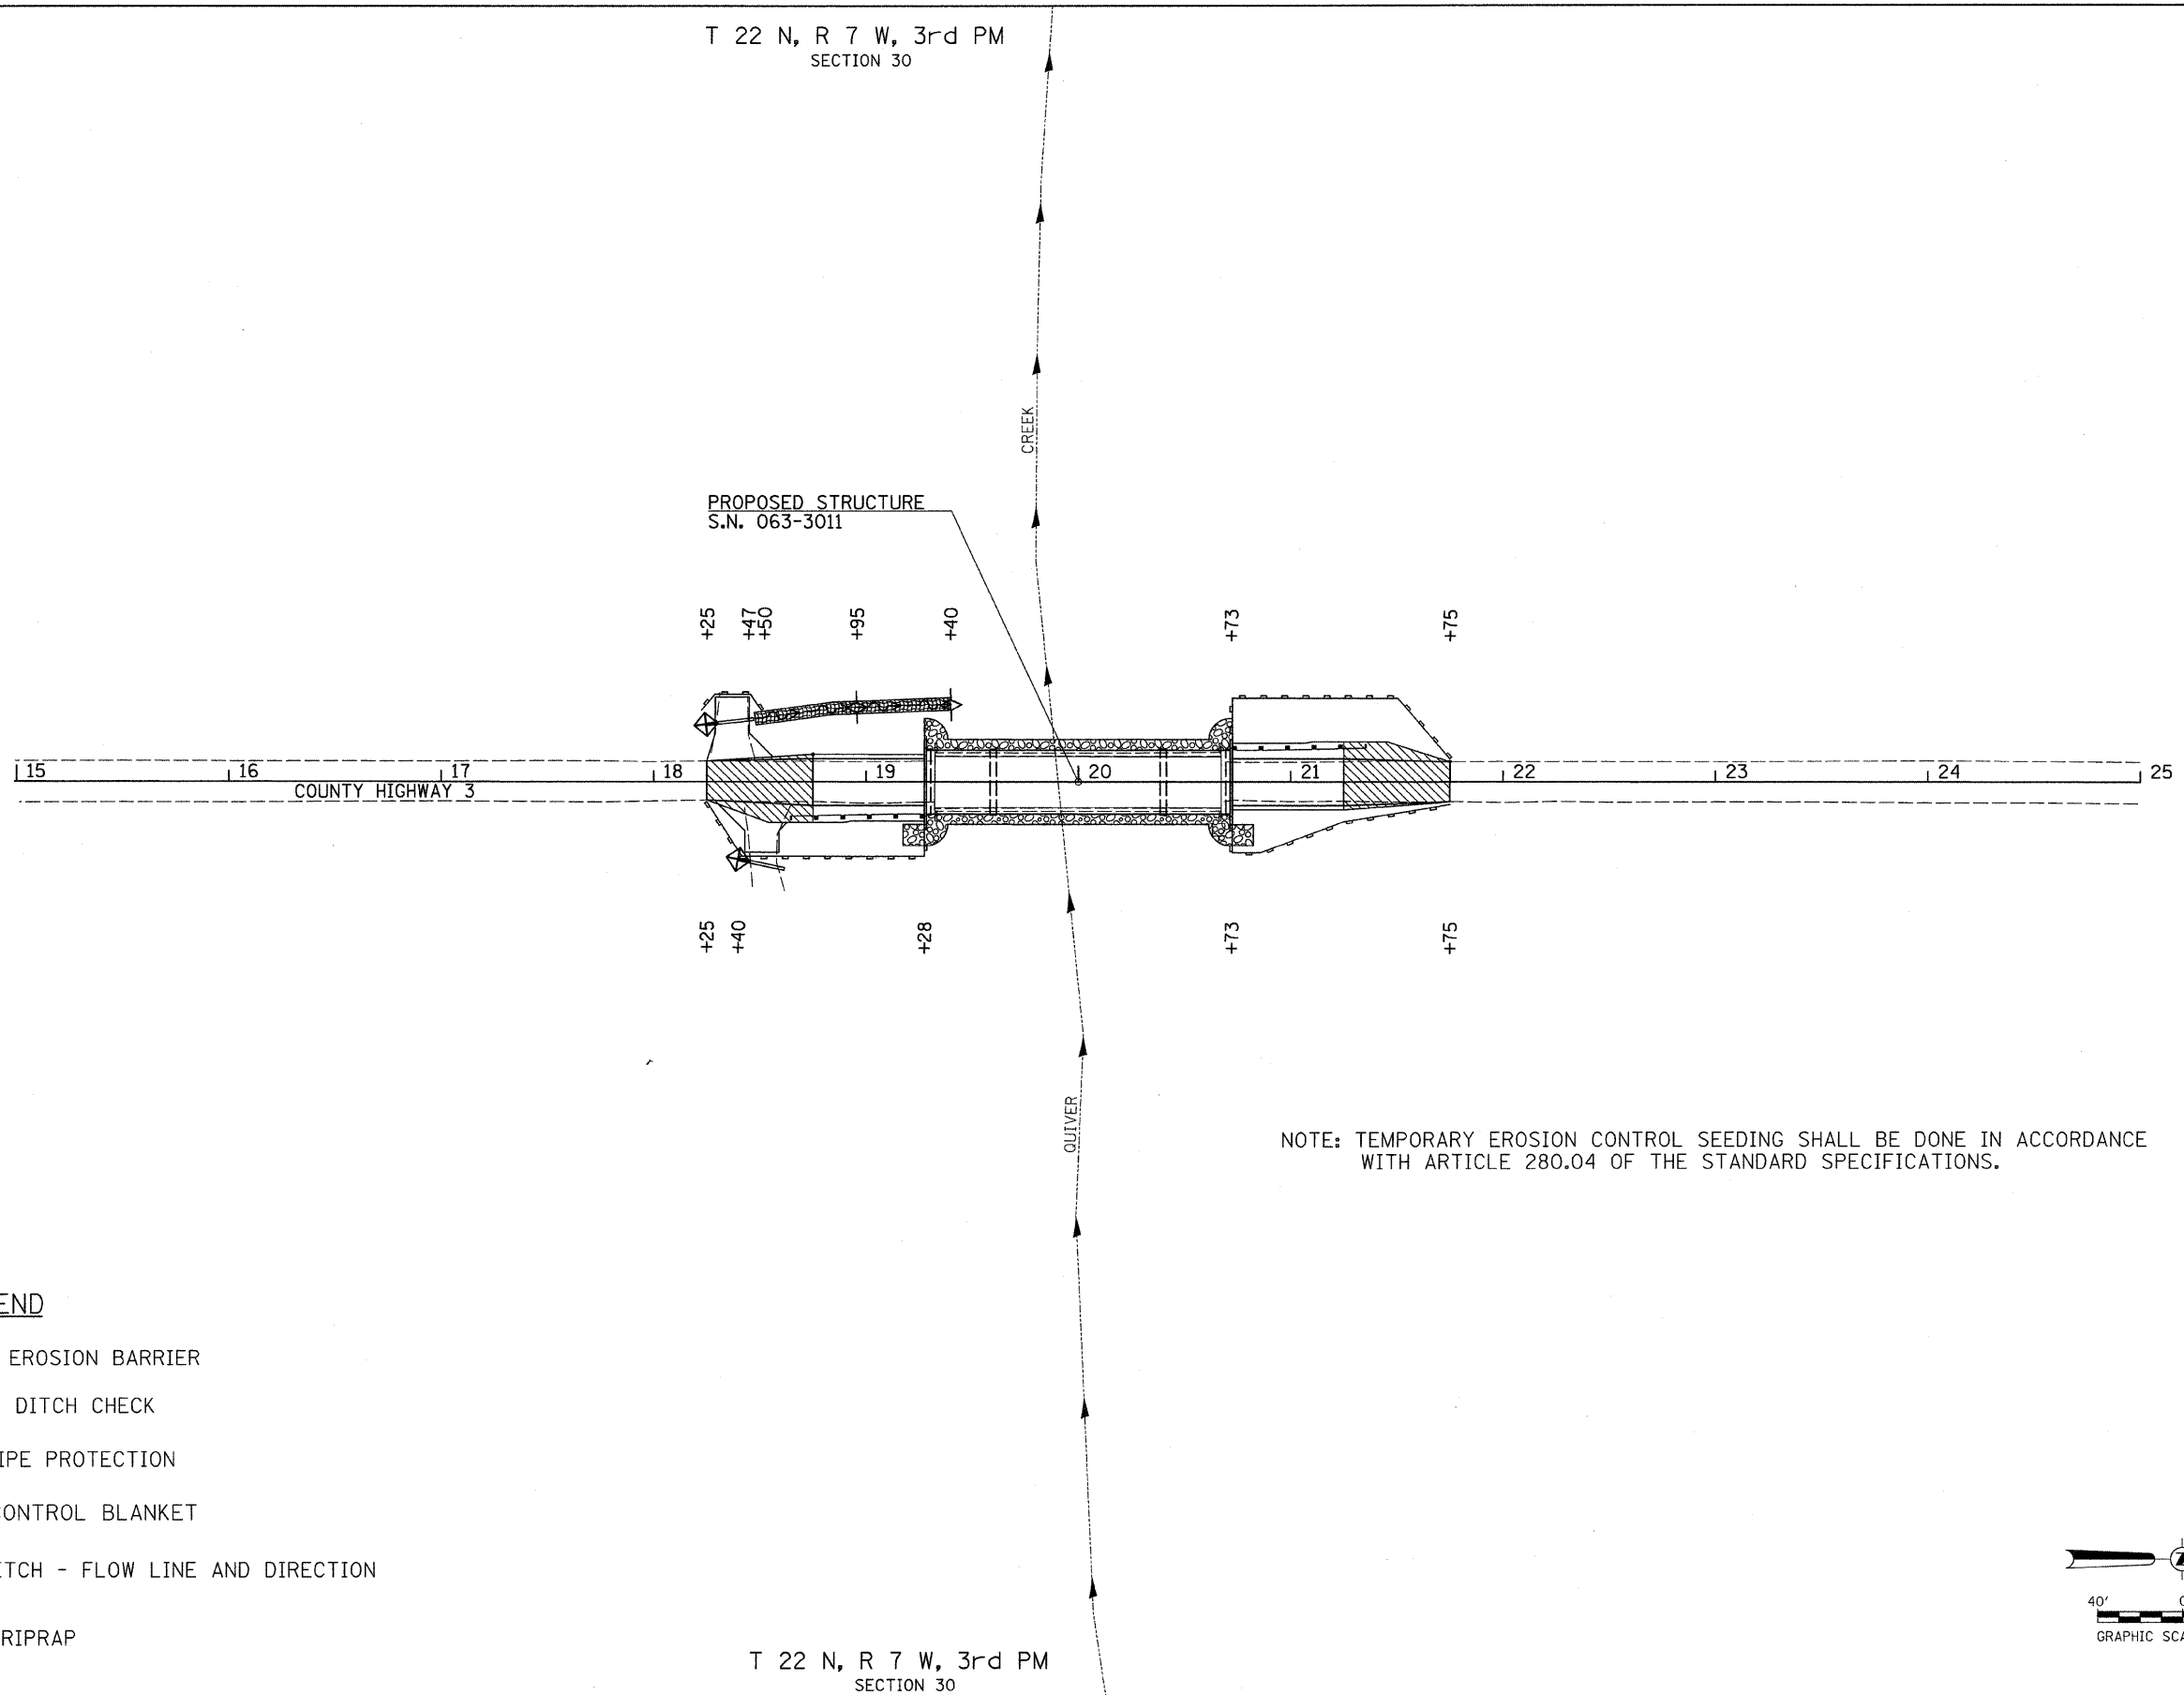 T 22 N, R 7 W, 3rd PM
SECTION 30
CREEK
PROPOSED STRUCTURE
S.N. 063-3011
+25
+47
+50
+95
+40
+73
+75
15
16
17
18
19
20
21
22
23
24
25
COUNTY HIGHWAY 3
+25
+40
+28
+73
+75
QUIVER
NOTE: TEMPORARY EROSION CONTROL SEEDING SHALL BE DONE IN ACCORDANCE
WITH ARTICLE 280.04 OF THE STANDARD SPECIFICATIONS.
END
EROSION BARRIER
DITCH CHECK
IPE PROTECTION
CONTROL BLANKET
ITCH - FLOW LINE AND DIRECTION
RIPRAP
40'
GRAPHIC SCA
T 22 N, R 7 W, 3rd PM
SECTION 30